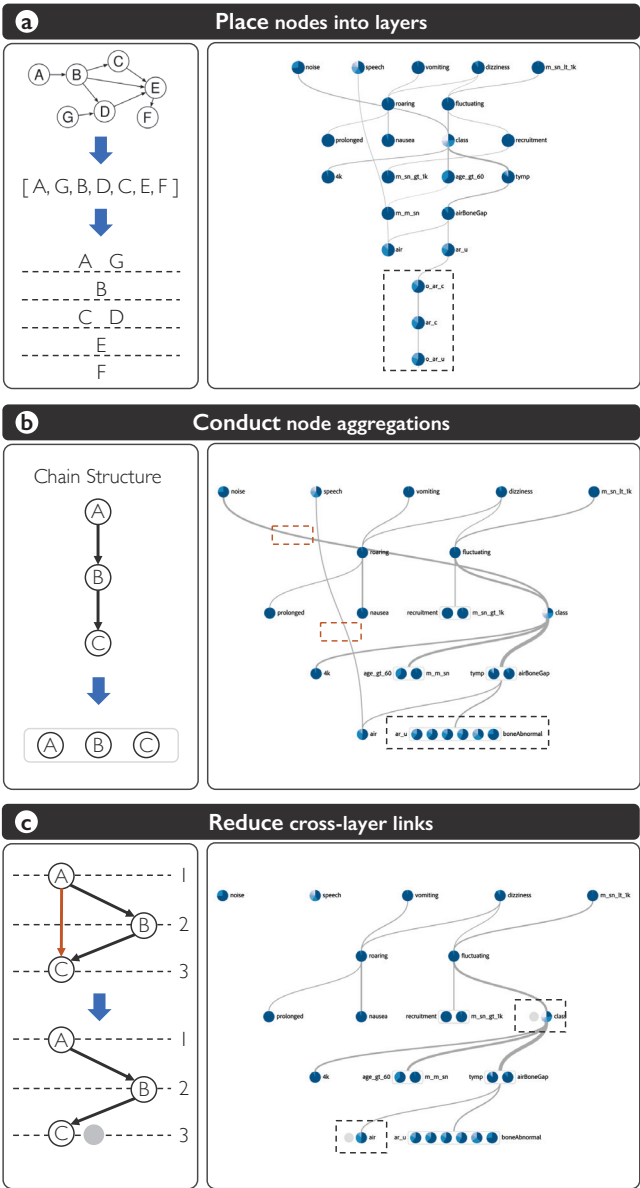 a Place nodes into layers
A B C E G D F
[ A, G, B, D, C, E, F ]
A G
B
C D
E
F
noise speech vomiting dizziness m_sn_lt_1k
roaring fluctuating
prolonged nausea class recruitment
4k m_sn_gt_1k age_gt_60 tymp
m_m_sn airBoneGap
air ar_u
o_ar_c
ar_c
o_ar_u
b Conduct node aggregations
Chain Structure
A
B
C
A B C
noise speech vomiting dizziness m_sn_lt_1k
roaring fluctuating
prolonged nausea recruitment m_sn_gt_1k class
4k age_gt_60 m_m_sn tymp airBoneGap
air ar_u boneAbnormal
c Reduce cross-layer links
A 1
B 2
C 3
A 1
B 2
C 3
noise speech vomiting dizziness m_sn_lt_1k
roaring fluctuating
prolonged nausea recruitment m_sn_gt_1k class
4k age_gt_60 m_m_sn tymp airBoneGap
air ar_u boneAbnormal